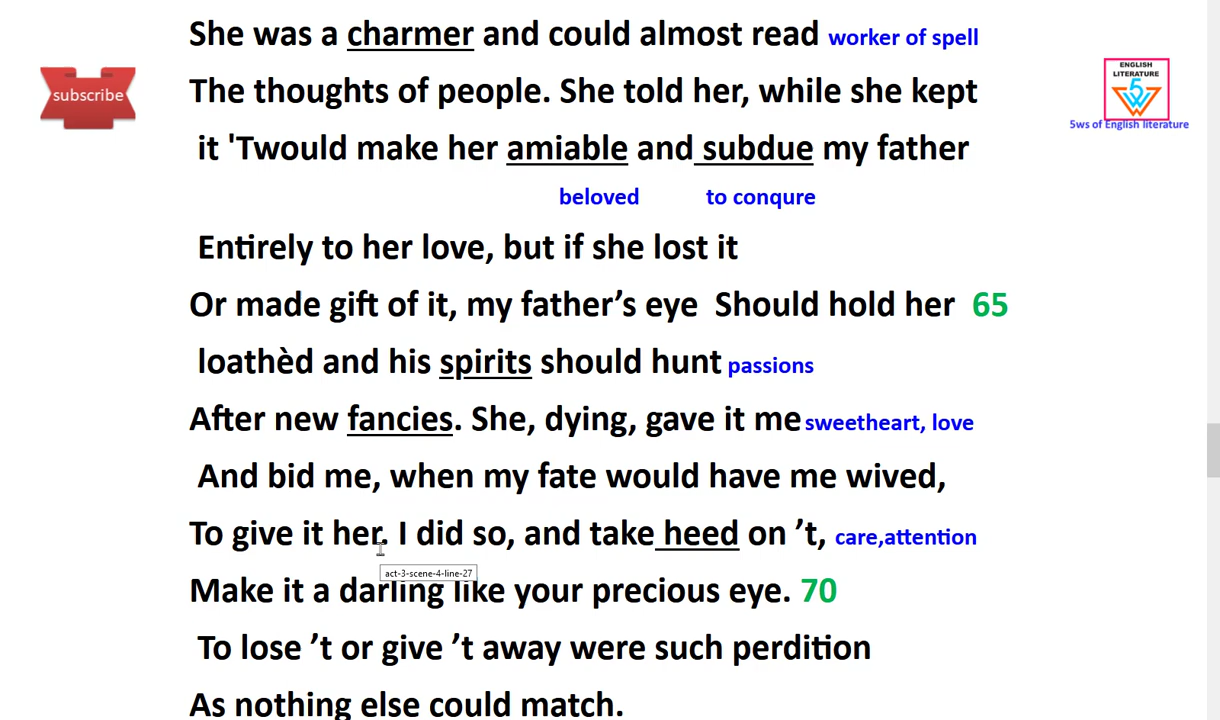 She was a charmer and could almost read worker of spell
ENGLISH
LITERATURE
5
W
subscribe
The thoughts of people. She told her, while she kept
5ws of English literature
it 'Twould make her amiable and subdue my father
beloved to conqure
Entirely to her love, but if she lost it
Or made gift of it, my father’s eye Should hold her 65
loathèd and his spirits should hunt passions
After new fancies. She, dying, gave it me sweetheart, love
And bid me, when my fate would have me wived,
To give it her. I did so, and take heed on ’t, care,attention
act-3-scene-4-line-27
Make it a darling like your precious eye. 70
To lose ’t or give ’t away were such perdition
As nothing else could match.